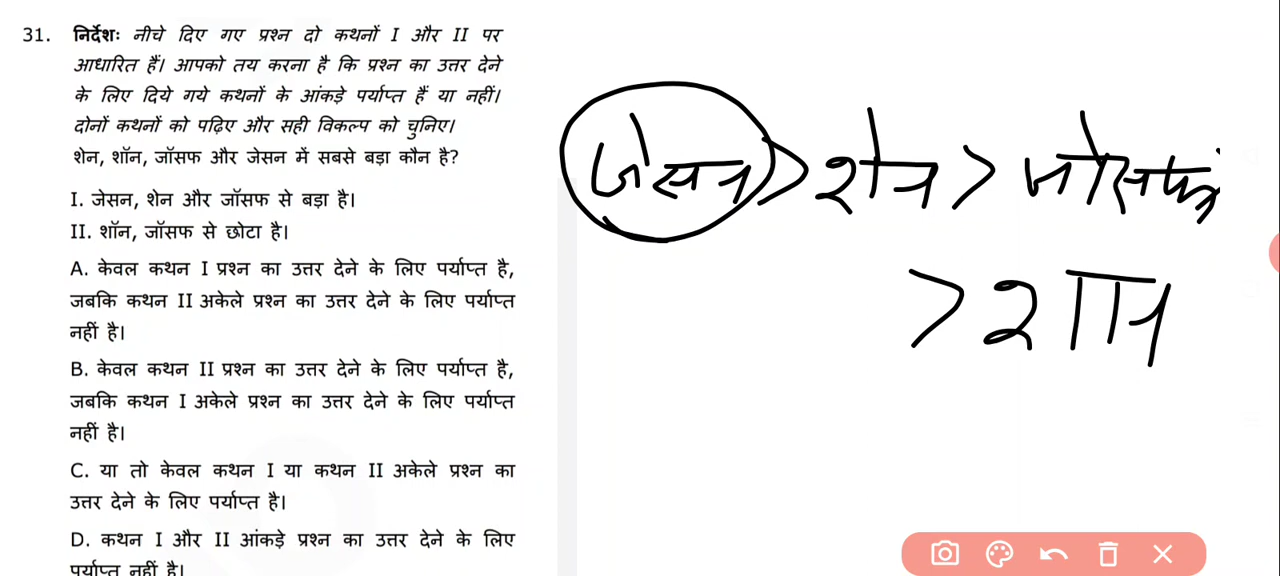 31. निर्देशः नीचे दिए गए प्रश्न दो कथनों I और II पर
आधारित हैं। आपको तय करना है कि प्रश्न का उत्तर देने
के लिए दिये गये कथनों के आंकड़े पर्याप्त हैं या नहीं।
दोनों कथनों को पढ़िए और सही विकल्प को चुनिए।
शेन, शॉन, जॉसफ और जेसन में सबसे बड़ा कौन है?
I. जेसन, शेन और जॉसफ से बड़ा है।
II. शॉन, जॉसफ से छोटा है।
A. केवल कथन I प्रश्न का उत्तर देने के लिए पर्याप्त है,
जबकि कथन II अकेले प्रश्न का उत्तर देने के लिए पर्याप्त
नहीं है।
B. केवल कथन II प्रश्न का उत्तर देने के लिए पर्याप्त है,
जबकि कथन I अकेले प्रश्न का उत्तर देने के लिए पर्याप्त
नहीं है।
C. या तो केवल कथन I या कथन II अकेले प्रश्न का
उत्तर देने के लिए पर्याप्त है।
D. कथन I और II आंकड़े प्रश्न का उत्तर देने के लिए
पर्याप्त नहीं है।
जेसन > शेन > जोसफ
> शान